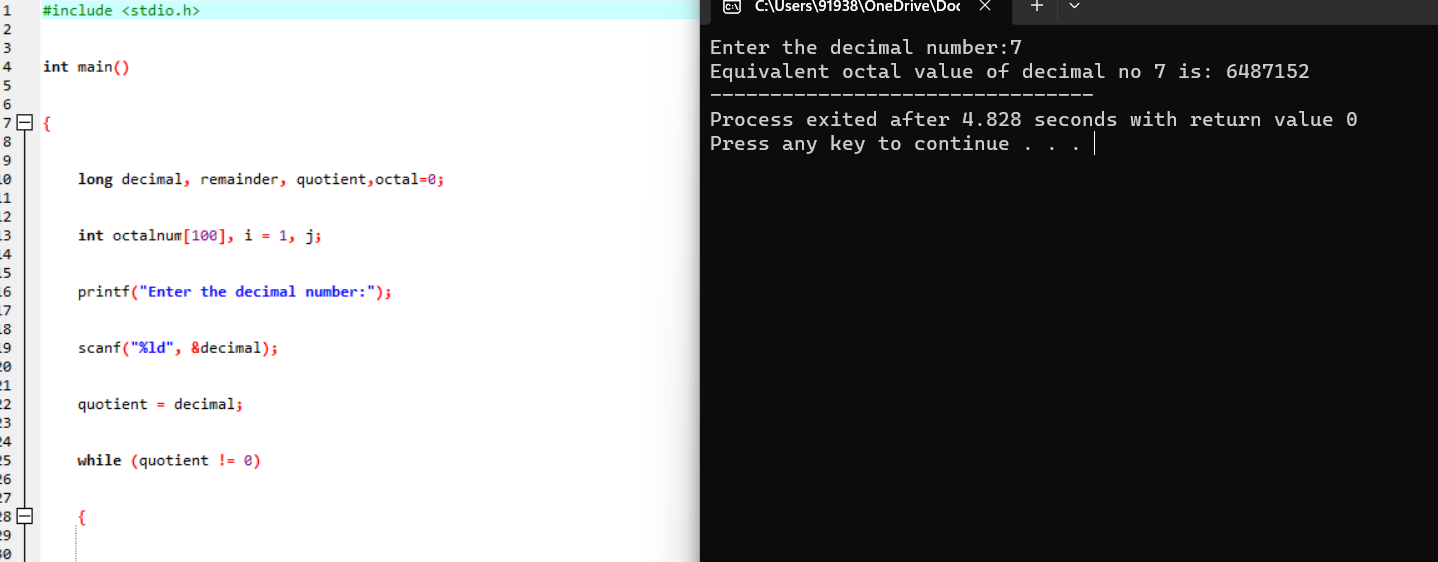 1 #include <stdio.h>
2
3
4 int main()
5
6
7 {
8
9
10 long decimal, remainder, quotient,octal=0;
11
12
13 int octalnum[100], i = 1, j;
14
15
16 printf("Enter the decimal number:");
17
18
19 scanf("%ld", &decimal);
20
21
22 quotient = decimal;
23
24
25 while (quotient != 0)
26
27
28 {
29
30
C:\Users\91938\OneDrive\Doc
Enter the decimal number:7
Equivalent octal value of decimal no 7 is: 6487152
--------------------------------
Process exited after 4.828 seconds with return value 0
Press any key to continue . . .